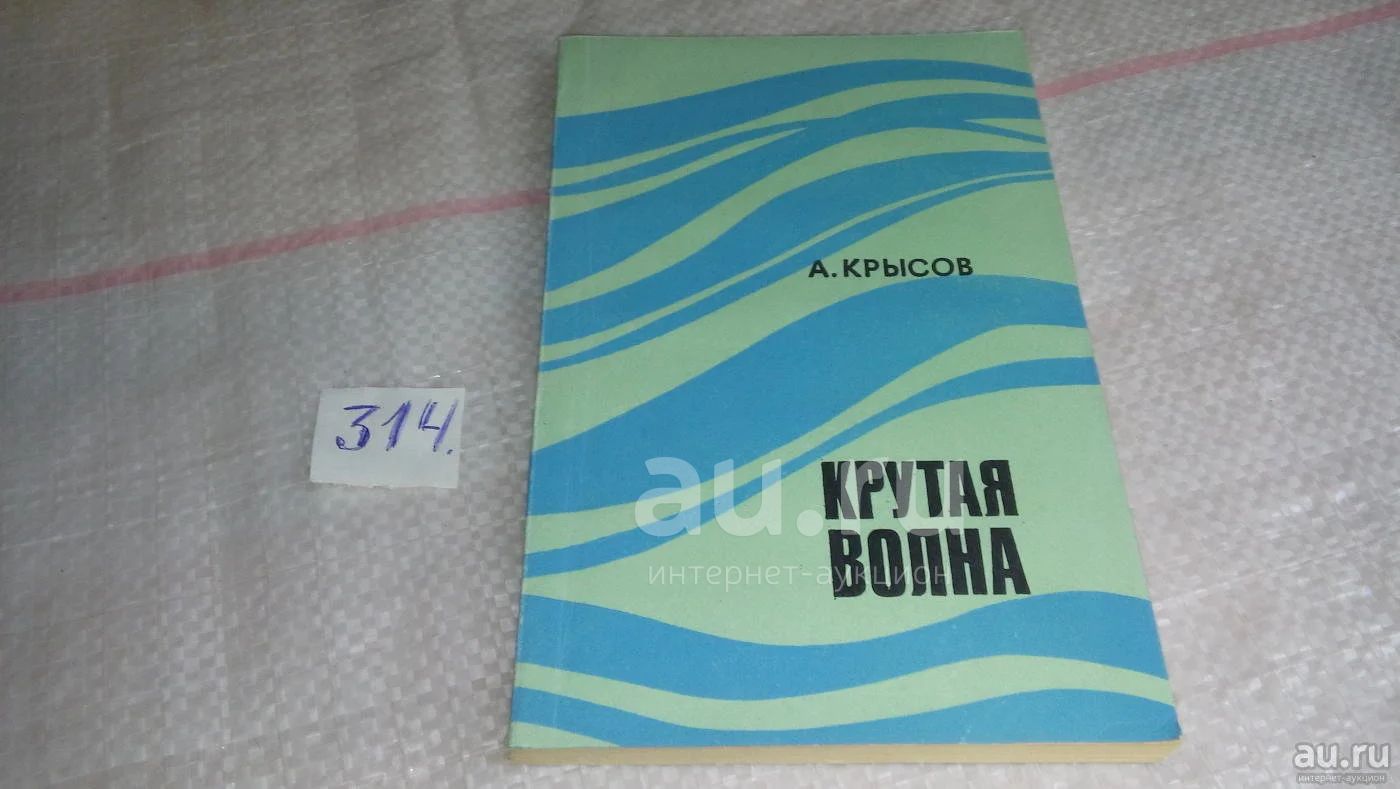 А. КРЫСОВ
314.
КРУТАЯ
ВОЛНА
au.ru
интернет-аукцион
au.ru
интернет-аукцион